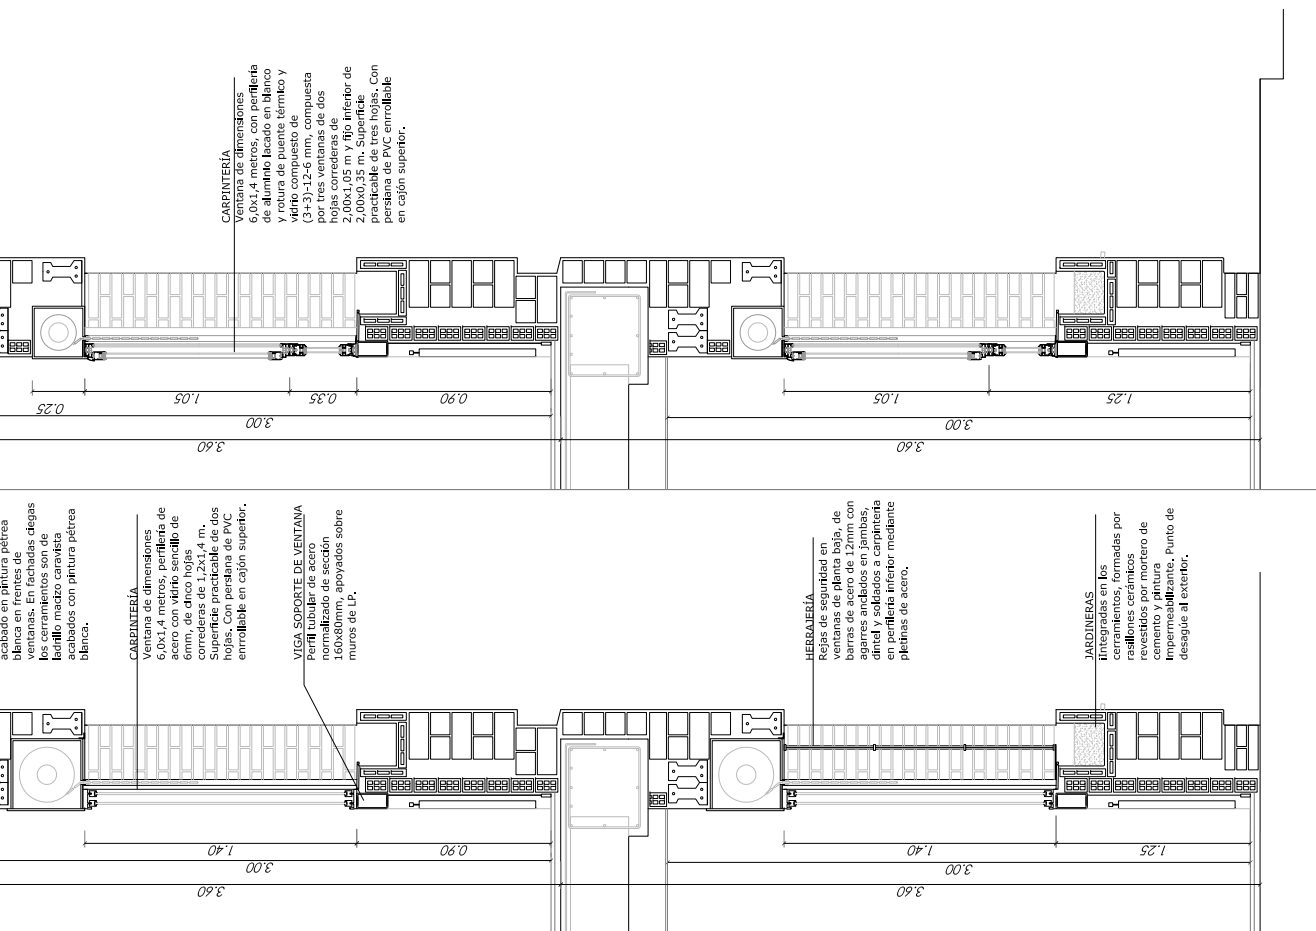 CARPINTERÍA
Ventana de dimensiones
6,0x1,4 metros, con perfilería
de aluminio lacado en blanco
y rotura de puente térmico y
vidrio compuesto de
(3+3)-12-6 mm, compuesta
por tres ventanas de dos
hojas correderas de
2,00x1,05 m y fijo inferior de
2,00x0,35 m. Superficie
practicable de tres hojas. Con
persiana de PVC enrrollable
en cajón superior.
0.25
1.05
0.35
0.90
3.00
3.60
1.05
1.25
3.00
3.60
acabado en pintura pétrea
blanca en frentes de
ventanas. En fachadas ciegas
los cerramientos son de
ladrillo macizo caravista
acabados con pintura pétrea
blanca.
CARPINTERÍA
Ventana de dimensiones
6,0x1,4 metros, perfilería de
acero con vidrio sencillo de
6mm, de cinco hojas
correderas de 1,2x1,4 m.
Superficie practicable de dos
hojas. Con persiana de PVC
enrrollable en cajón superior.
VIGA SOPORTE DE VENTANA
Perfil tubular de acero
normalizado de sección
160x80mm, apoyados sobre
muros de LP.
HERRAJERÍA
Rejas de seguridad en
ventanas de planta baja, de
barras de acero de 12mm con
agarres anclados en jambas,
dintel y soldados a carpintería
en perfilería inferior mediante
pletinas de acero.
JARDINERAS
iIntegradas en los
cerramientos, formadas por
rasillones cerámicos
revestidos por mortero de
cemento y pintura
impermeabilizante. Punto de
desagüe al exterior.
1.40
0.90
3.00
3.60
1.40
1.25
3.00
3.60